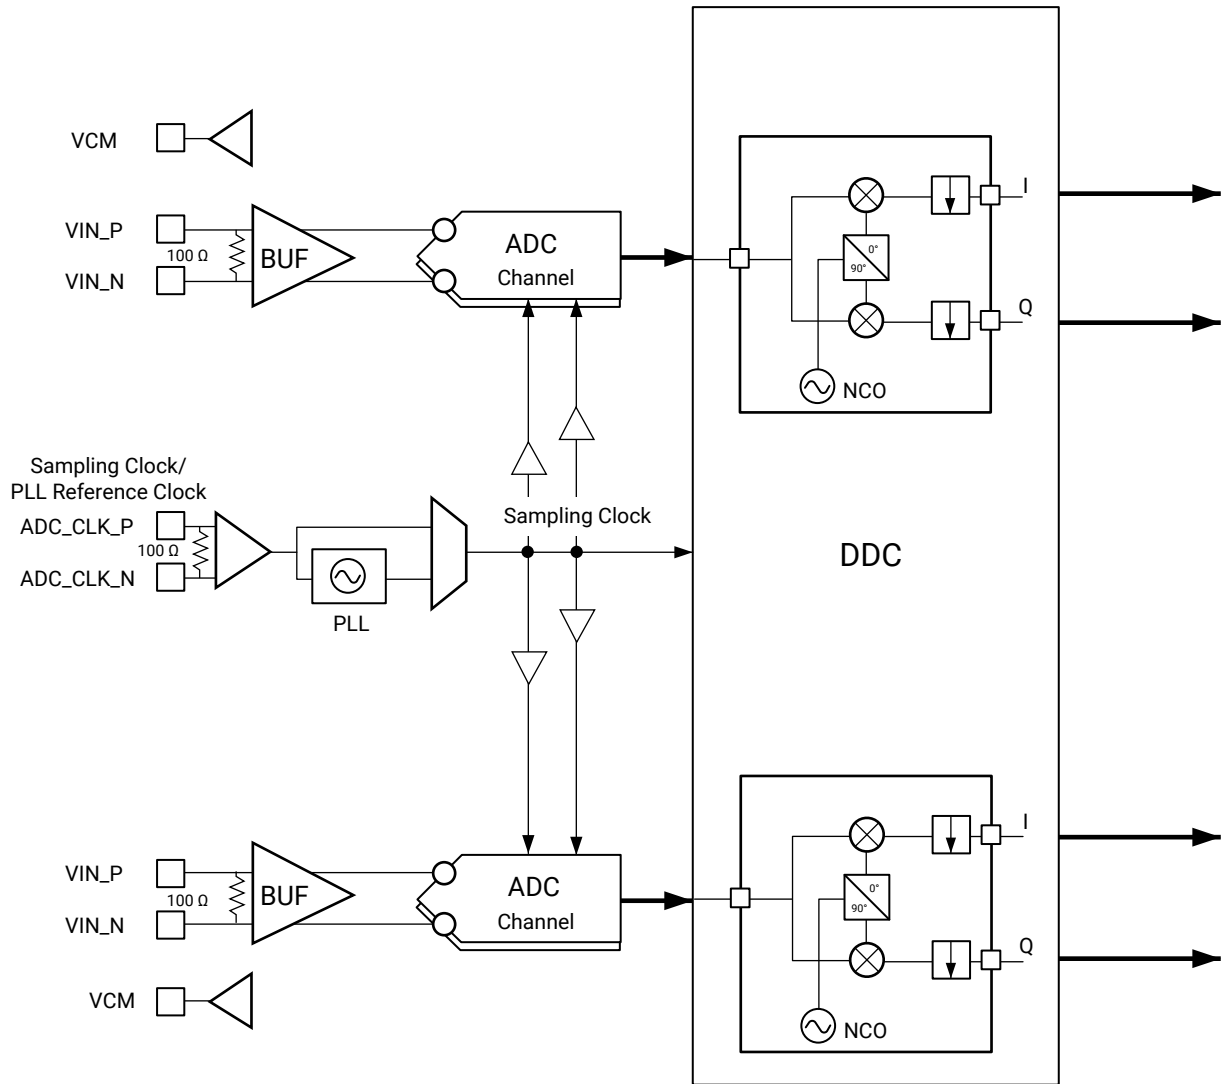 VCM
VIN_P
100 Ω
VIN_N
BUF
ADC
Channel
I
0°
90°
Q
NCO
Sampling Clock/
PLL Reference Clock
ADC_CLK_P
100 Ω
ADC_CLK_N
PLL
Sampling Clock
DDC
VIN_P
100 Ω
VIN_N
BUF
ADC
Channel
VCM
I
0°
90°
Q
NCO